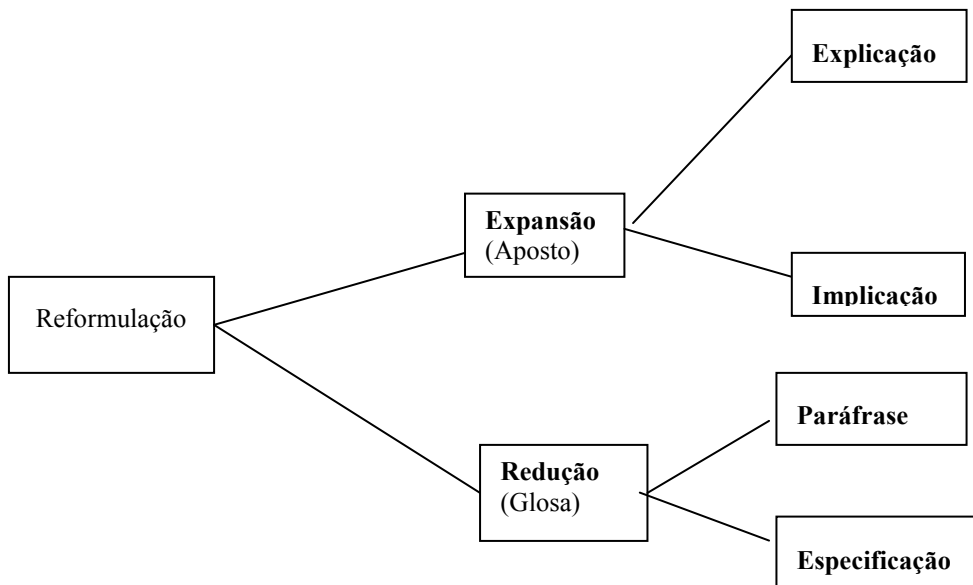 Explicação
Expansão
(Aposto)
Implicação
Reformulação
Paráfrase
Redução
(Glosa)
Especificação